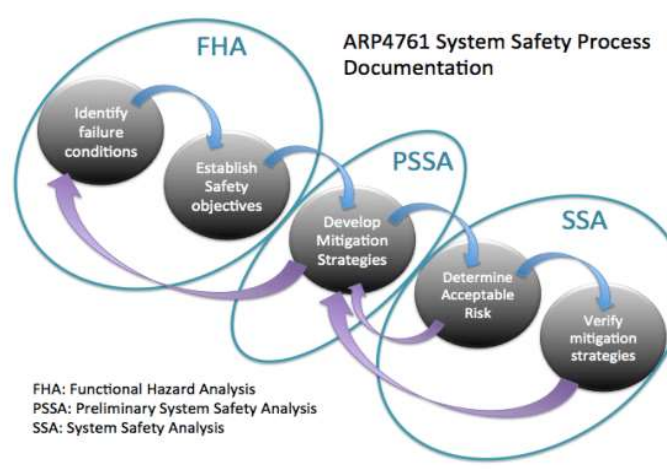 FHA
ARP4761 System Safety Process
Documentation
Identify
failure
conditions
Establish
Safety
objectives
PSSA
Develop
Mitigation
Strategies
SSA
Determine
Acceptable
Risk
Verify
mitigation
strategies
FHA: Functional Hazard Analysis
PSSA: Preliminary System Safety Analysis
SSA: System Safety Analysis